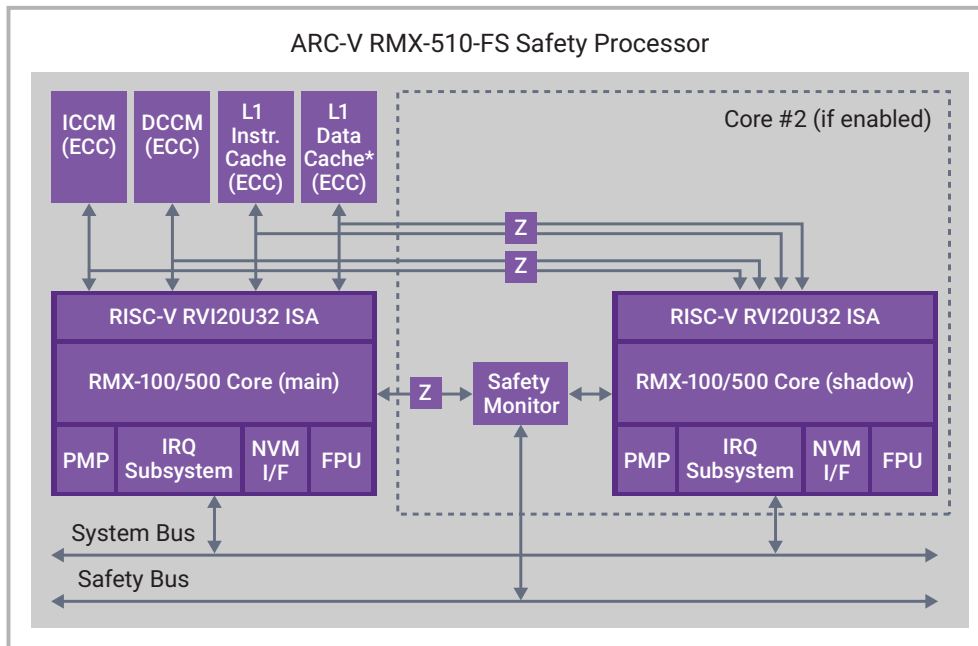 ARC-V RMX-510-FS Safety Processor
ICCM
(ECC)
DCCM
(ECC)
L1
Instr.
Cache
(ECC)
L1
Data
Cache*
(ECC)
Core #2 (if enabled)
Z
Z
RISC-V RVI20U32 ISA
RMX-100/500 Core (main)
PMP
IRQ
Subsystem
NVM
I/F
FPU
Z
Safety
Monitor
RISC-V RVI20U32 ISA
RMX-100/500 Core (shadow)
PMP
IRQ
Subsystem
NVM
I/F
FPU
System Bus
Safety Bus